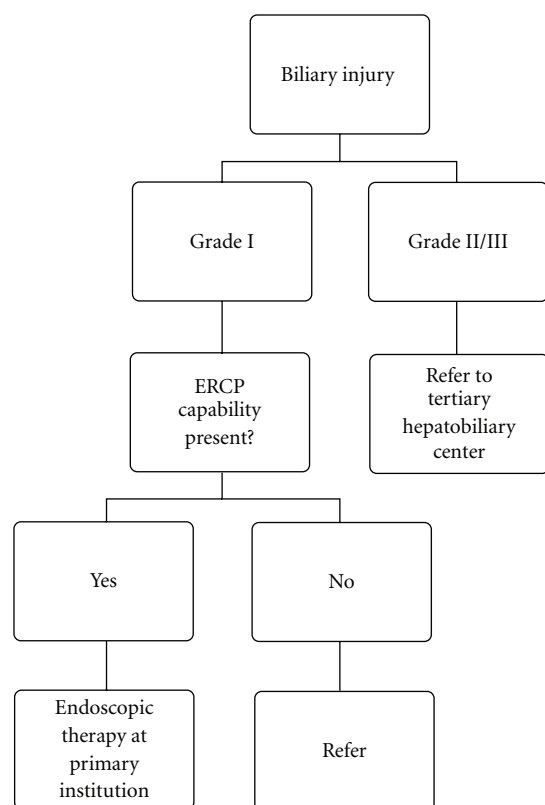 Biliary injury
Grade I
Grade II/III
ERCP
capability
present?
Refer to
tertiary
hepatobiliary
center
Yes
No
Endoscopic
therapy at
primary
institution
Refer